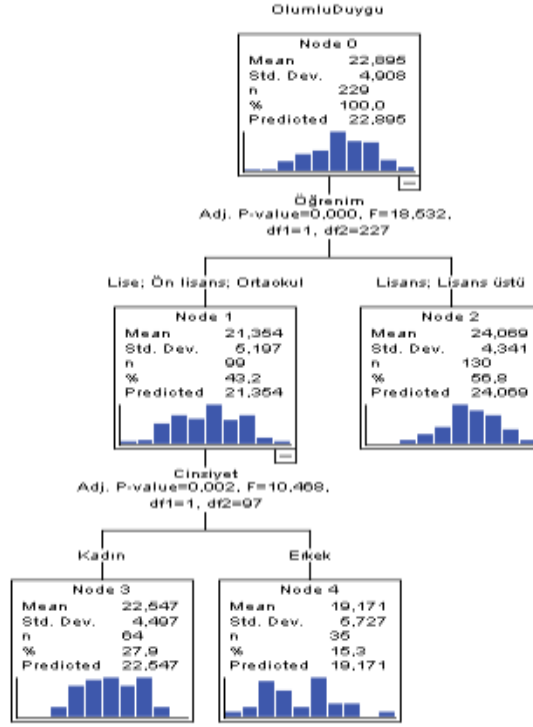 OlumluDuygu
Node 0
Mean 22,895
Std. Dev. 4,908
n 229
% 100,0
Predicted 22,895
Öğrenim
Adj. P-value=0,000, F=18,532,
df1=1, df2=227
Lise; Ön lisans; Ortaokul
Lisans; Lisans üstü
Node 1
Mean 21,354
Std. Dev. 5,197
n 99
% 43,2
Predicted 21,354
Node 2
Mean 24,069
Std. Dev. 4,341
n 130
% 56,8
Predicted 24,069
Cinsiyet
Adj. P-value=0,002, F=10,468,
df1=1, df2=97
Kadın
Erkek
Node 3
Mean 22,547
Std. Dev. 4,497
n 64
% 27,9
Predicted 22,547
Node 4
Mean 19,171
Std. Dev. 5,727
n 35
% 15,3
Predicted 19,171